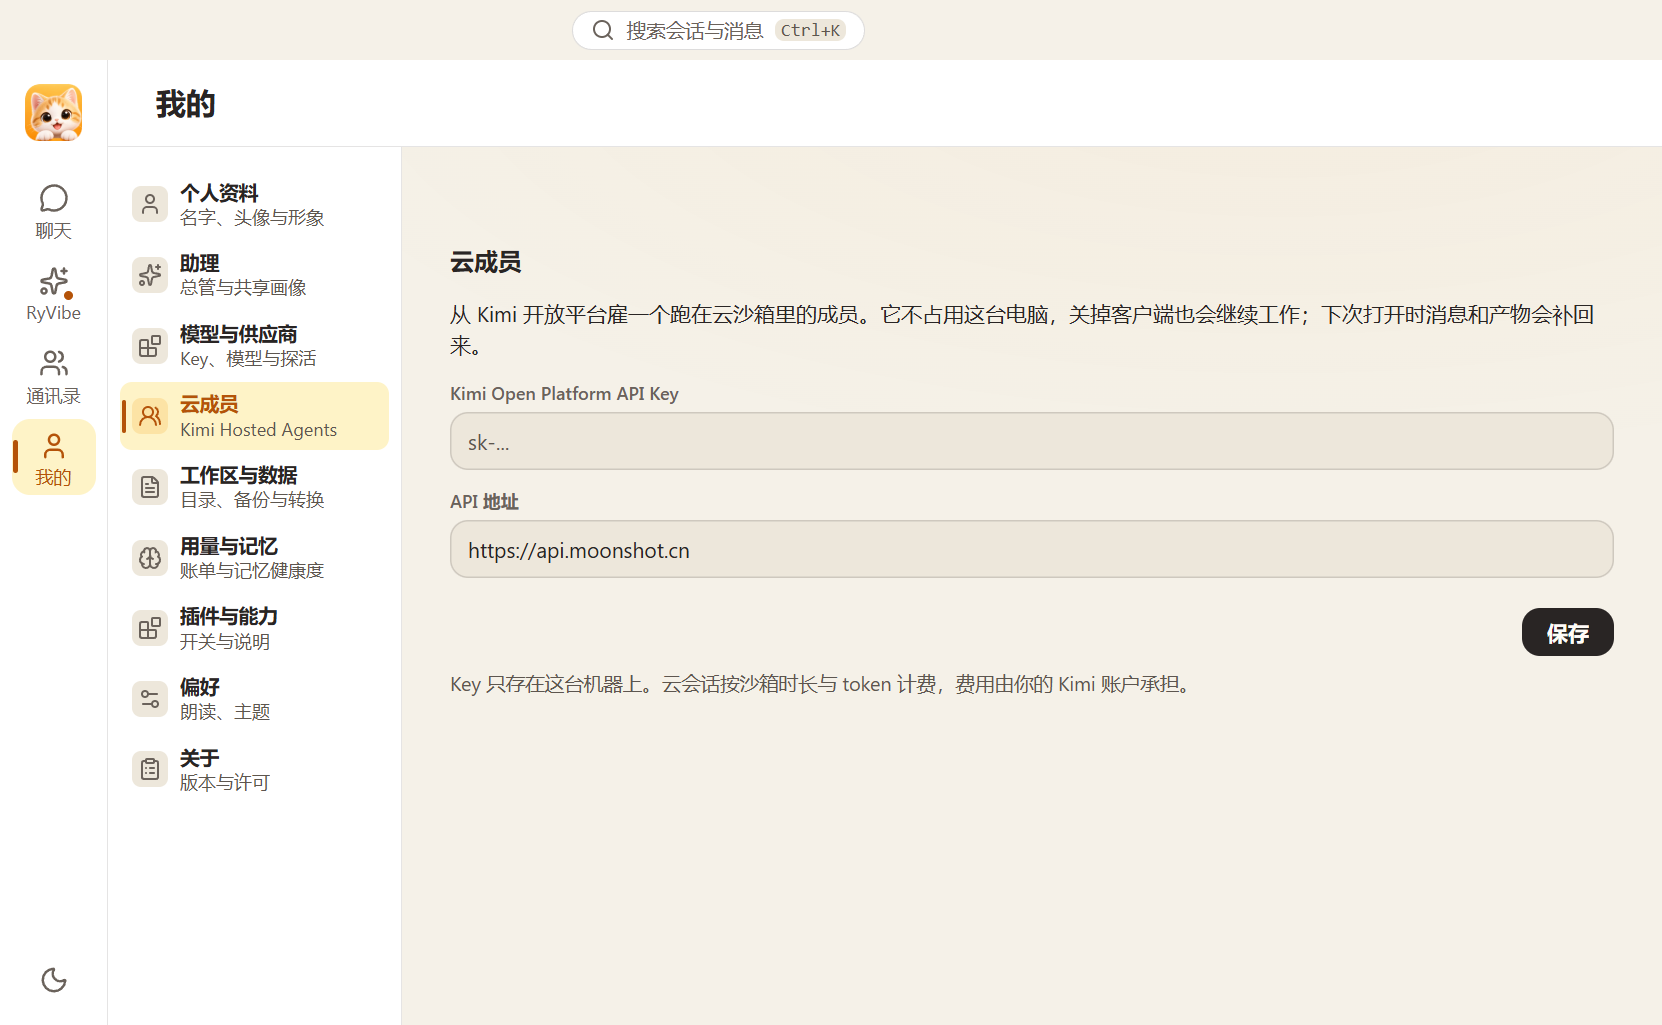 搜索会话与消息 Ctrl+K
我的
聊天
RyVibe
通讯录
我的
个人资料
名字、头像与形象
助理
总管与共享画像
模型与供应商
Key、模型与探活
云成员
Kimi Hosted Agents
工作区与数据
目录、备份与转换
用量与记忆
账单与记忆健康度
插件与能力
开关与说明
偏好
朗读、主题
关于
版本与许可
云成员
从 Kimi 开放平台雇一个跑在云沙箱里的成员。它不占用这台电脑，关掉客户端也会继续工作；下次打开时消息和产物会补回
来。
Kimi Open Platform API Key
sk-...
API 地址
https://api.moonshot.cn
保存
Key 只存在这台机器上。云会话按沙箱时长与 token 计费，费用由你的 Kimi 账户承担。